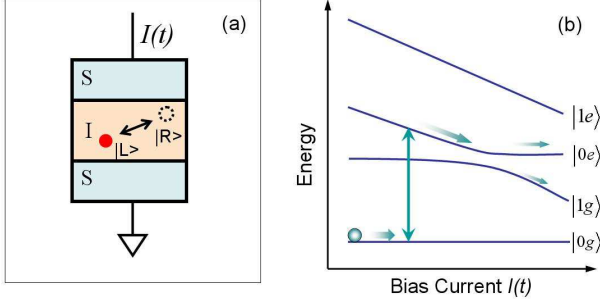 I(t)
(a)
S
I
|L>
|R>
S
(b)
Energy
|1e⟩
|0e⟩
|1g⟩
|0g⟩
Bias Current I(t)